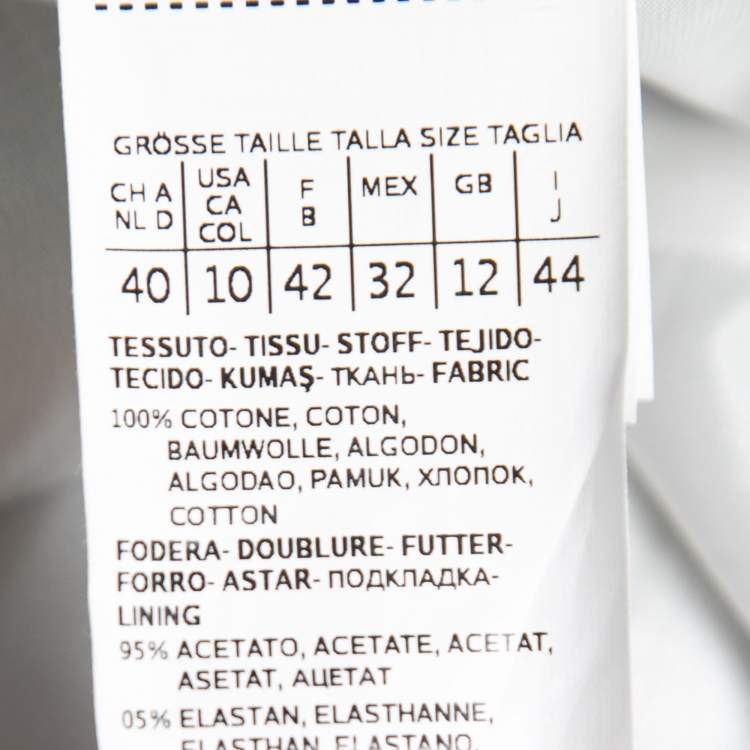 GRÖSSE TAILLE TALLA SIZE TAGLIA
CH A USA F MEX GB I
NL D CA B J
COL
40 10 42 32 12 44
TESSUTO- TISSU- STOFF- TEJIDO-
TECIDO- KUMAŞ- ТКАНЬ- FABRIC
100% COTONE, COTON,
BAUMWOLLE, ALGODON,
ALGODAO, PAMUK, ХЛОПОК,
COTTON
FODERA- DOUBLURE- FUTTER-
FORRO- ASTAR- ПОДКЛАДКА-
LINING
95% ACETATO, ACETATE, ACETAT,
ASETAT, АЦЕТАТ
05% ELASTAN, ELASTHANNE,
ELASTHAN, ELASTANO,